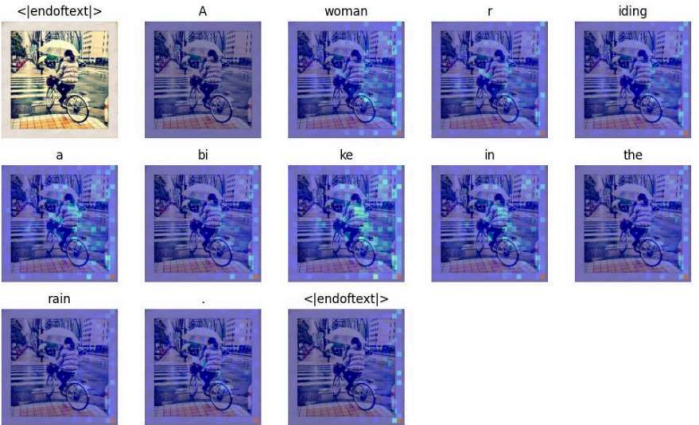 <|endoftext|> A woman r iding
a bi ke in the
rain . <|endoftext|>